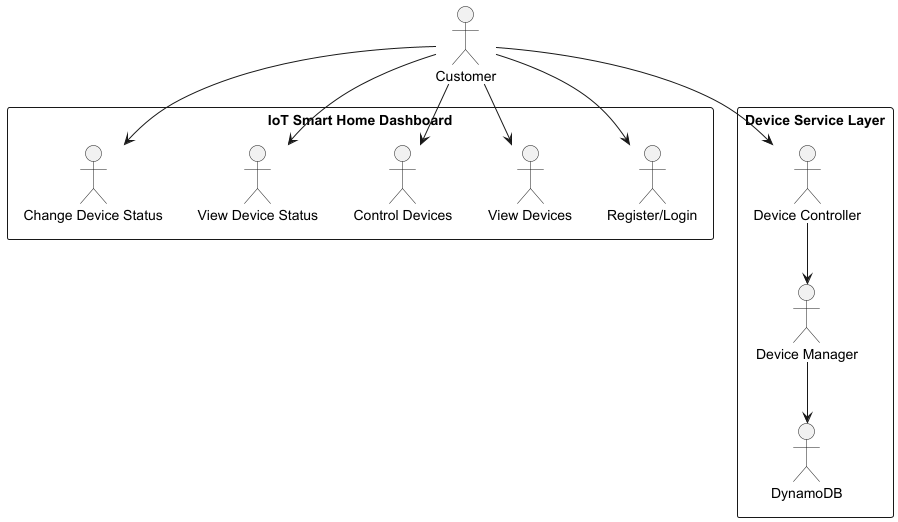 Customer
IoT Smart Home Dashboard
Device Service Layer
Change Device Status
View Device Status
Control Devices
View Devices
Register/Login
Device Controller
Device Manager
DynamoDB